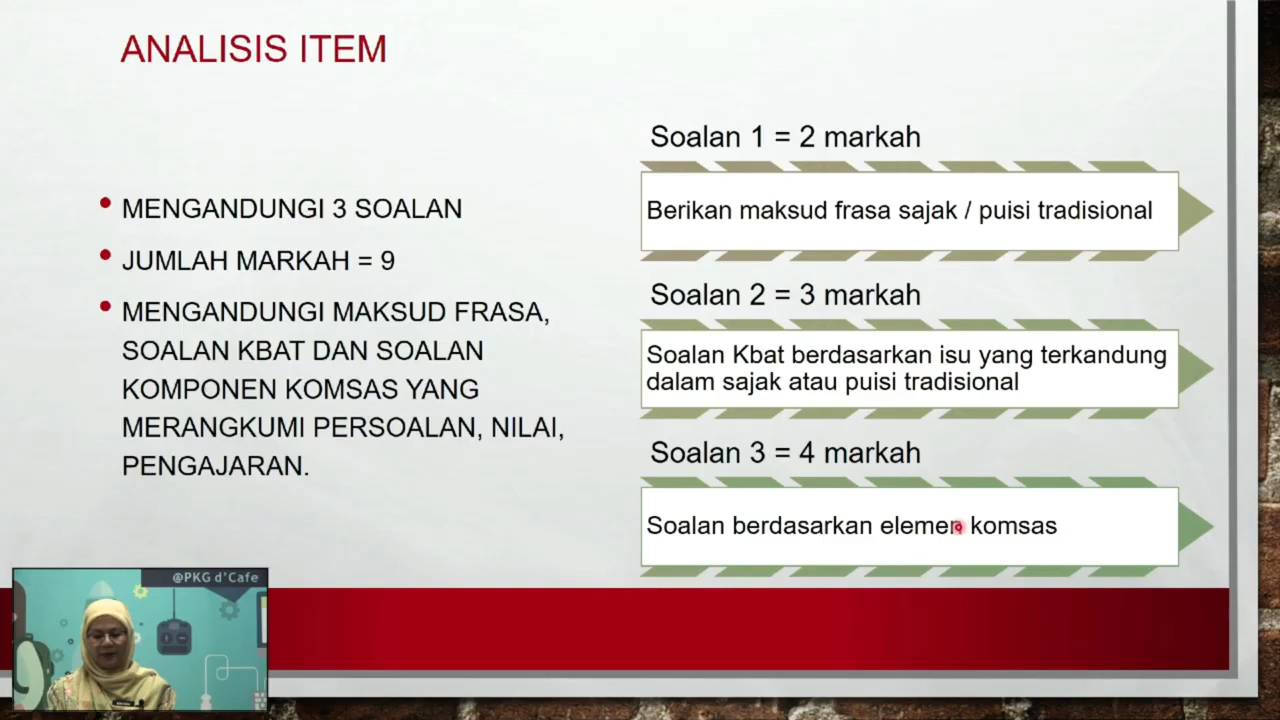 ANALISIS ITEM
• MENGANDUNGI 3 SOALAN
• JUMLAH MARKAH = 9
• MENGANDUNGI MAKSUD FRASA,
SOALAN KBAT DAN SOALAN
KOMPONEN KOMSAS YANG
MERANGKUMI PERSOALAN, NILAI,
PENGAJARAN.
Soalan 1 = 2 markah
Berikan maksud frasa sajak / puisi tradisional
Soalan 2 = 3 markah
Soalan Kbat berdasarkan isu yang terkandung
dalam sajak atau puisi tradisional
Soalan 3 = 4 markah
Soalan berdasarkan elemen komsas
@PKG d'Cafe